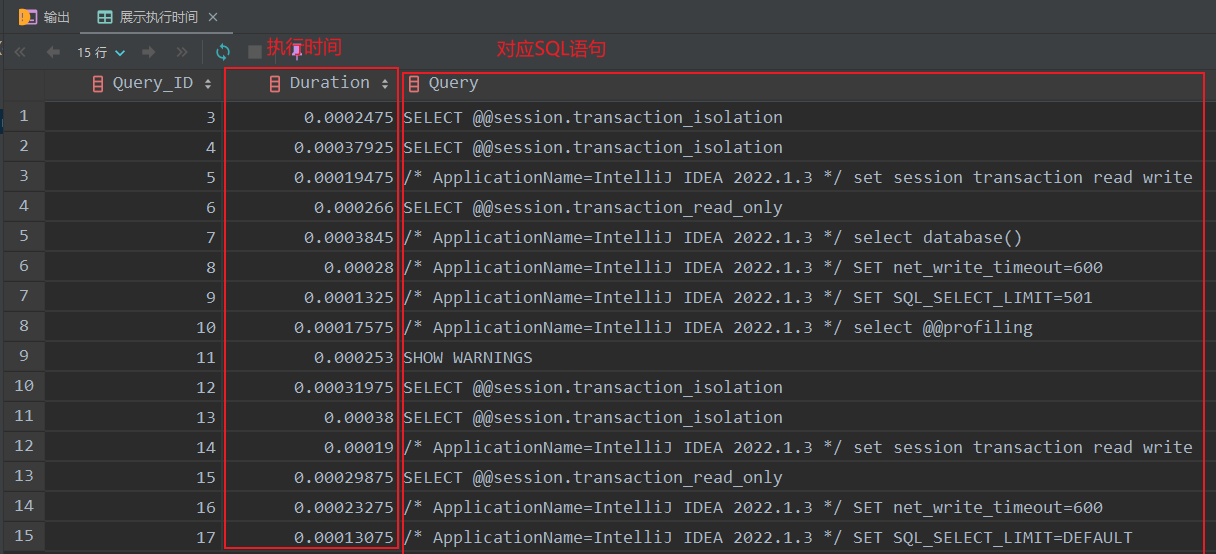 输出 展示执行时间
15 行 执行时间 对应SQL语句
Query_ID Duration Query
1 3 0.0002475 SELECT @@session.transaction_isolation
2 4 0.00037925 SELECT @@session.transaction_isolation
3 5 0.00019475 /* ApplicationName=IntelliJ IDEA 2022.1.3 */ set session transaction read write
4 6 0.000266 SELECT @@session.transaction_read_only
5 7 0.0003845 /* ApplicationName=IntelliJ IDEA 2022.1.3 */ select database()
6 8 0.00028 /* ApplicationName=IntelliJ IDEA 2022.1.3 */ SET net_write_timeout=600
7 9 0.0001325 /* ApplicationName=IntelliJ IDEA 2022.1.3 */ SET SQL_SELECT_LIMIT=501
8 10 0.00017575 /* ApplicationName=IntelliJ IDEA 2022.1.3 */ select @@profiling
9 11 0.000253 SHOW WARNINGS
10 12 0.00031975 SELECT @@session.transaction_isolation
11 13 0.00038 SELECT @@session.transaction_isolation
12 14 0.00019 /* ApplicationName=IntelliJ IDEA 2022.1.3 */ set session transaction read write
13 15 0.00029875 SELECT @@session.transaction_read_only
14 16 0.00023275 /* ApplicationName=IntelliJ IDEA 2022.1.3 */ SET net_write_timeout=600
15 17 0.00013075 /* ApplicationName=IntelliJ IDEA 2022.1.3 */ SET SQL_SELECT_LIMIT=DEFAULT